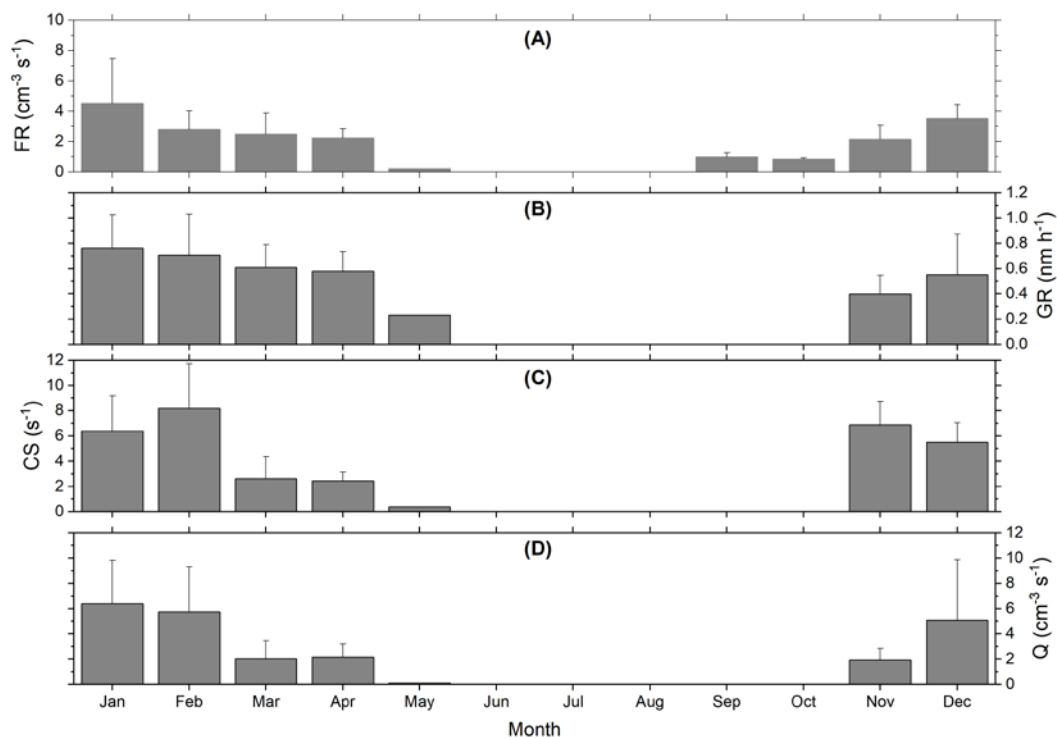 (A)
FR (cm⁻³ s⁻¹)
10
8
6
4
2
0
(B)
GR (nm h⁻¹)
1.2
1.0
0.8
0.6
0.4
0.2
0.0
(C)
CS (s⁻¹)
12
10
8
6
4
2
0
(D)
Q (cm⁻³ s⁻¹)
12
10
8
6
4
2
0
Jan Feb Mar Apr May Jun Jul Aug Sep Oct Nov Dec
Month